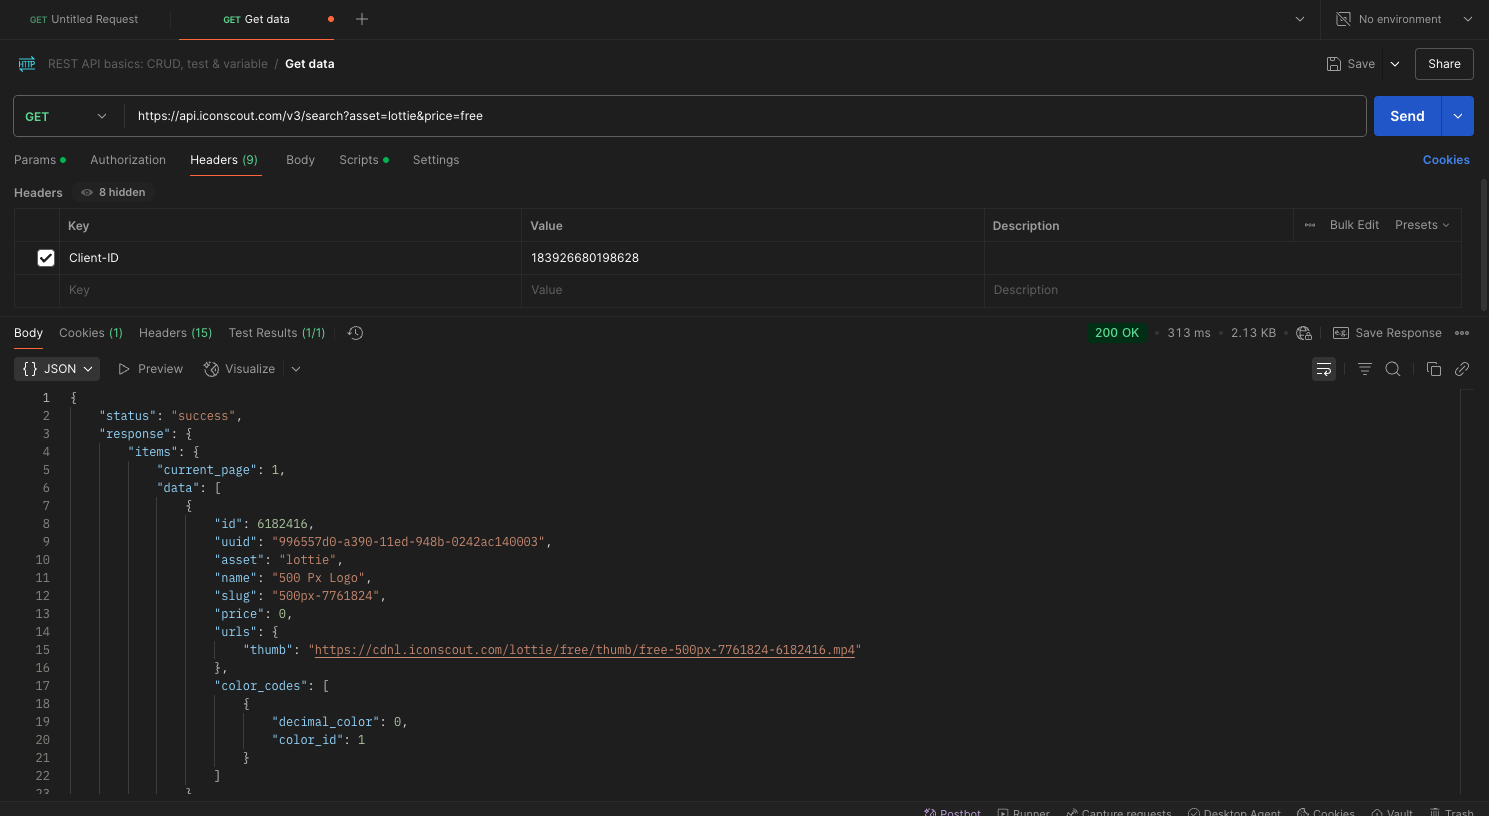 GET Untitled Request GET Get data No environment
REST API basics: CRUD, test & variable / Get data Save Share
GET https://api.iconscout.com/v3/search?asset=lottie&price=free Send
Params Authorization Headers (9) Body Scripts Settings Cookies
Headers 8 hidden
Key Value Description Bulk Edit Presets
Client-ID 183926680198628
Key Value Description
Body Cookies (1) Headers (15) Test Results (1/1) 200 OK 313 ms 2.13 KB Save Response
{} JSON Preview Visualize
1 {
2 "status": "success",
3 "response": {
4 "items": {
5 "current_page": 1,
6 "data": [
7 {
8 "id": 6182416,
9 "uuid": "996557d0-a390-11ed-948b-0242ac140003",
10 "asset": "lottie",
11 "name": "500 Px Logo",
12 "slug": "500px-7761824",
13 "price": 0,
14 "urls": {
15 "thumb": "https://cdnl.iconscout.com/lottie/free/thumb/free-500px-7761824-6182416.mp4"
16 },
17 "color_codes": [
18 {
19 "decimal_color": 0,
20 "color_id": 1
21 }
22 ]
23 }
Postbot Runner Capture requests Desktop Agent Cookies Vault Trash